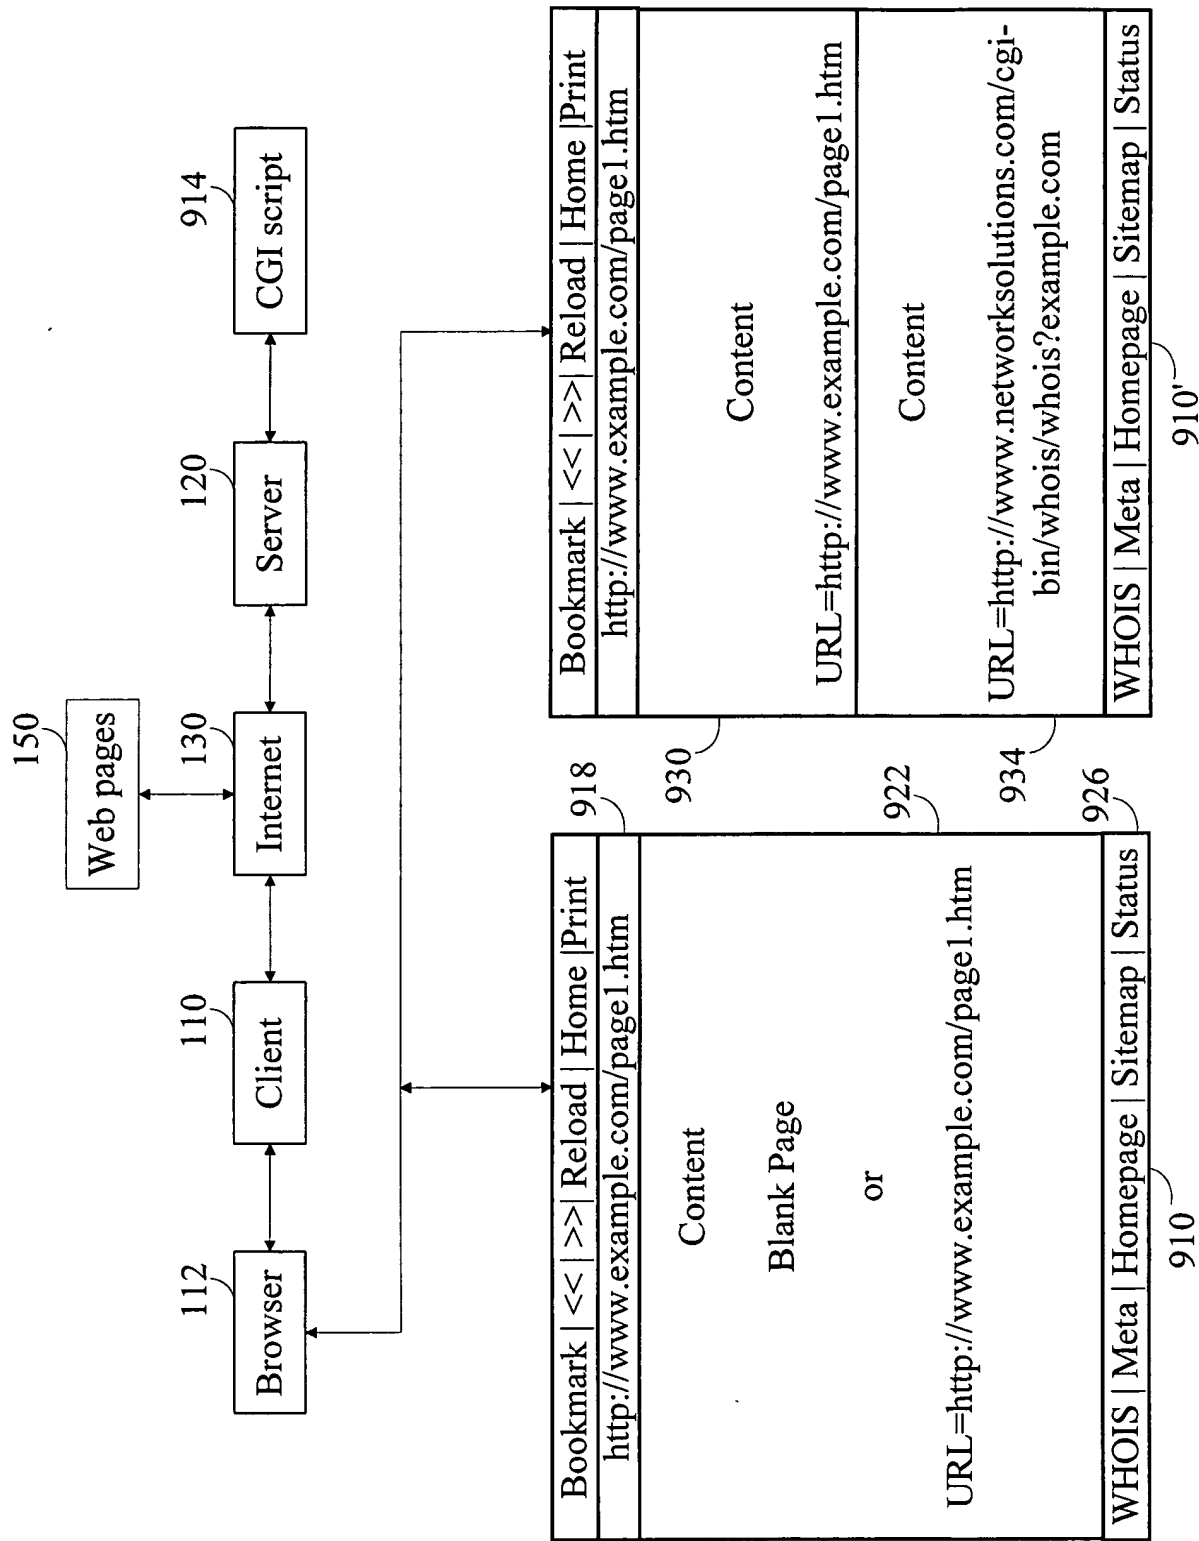 150
Web pages
112
110
130
120
914
Browser
Client
Internet
Server
CGI script
Bookmark | << | >>| Reload | Home |Print
http://www.example.com/page1.htm
Content
Blank Page
or
URL=http://www.example.com/page1.htm
WHOIS | Meta | Homepage | Sitemap | Status
910
918
922
926
Bookmark | << | >>| Reload | Home |Print
http://www.example.com/page1.htm
Content
URL=http://www.example.com/page1.htm
Content
URL=http://www.networksolutions.com/cgi-
bin/whois/whois?example.com
WHOIS | Meta | Homepage | Sitemap | Status
930
934
910'